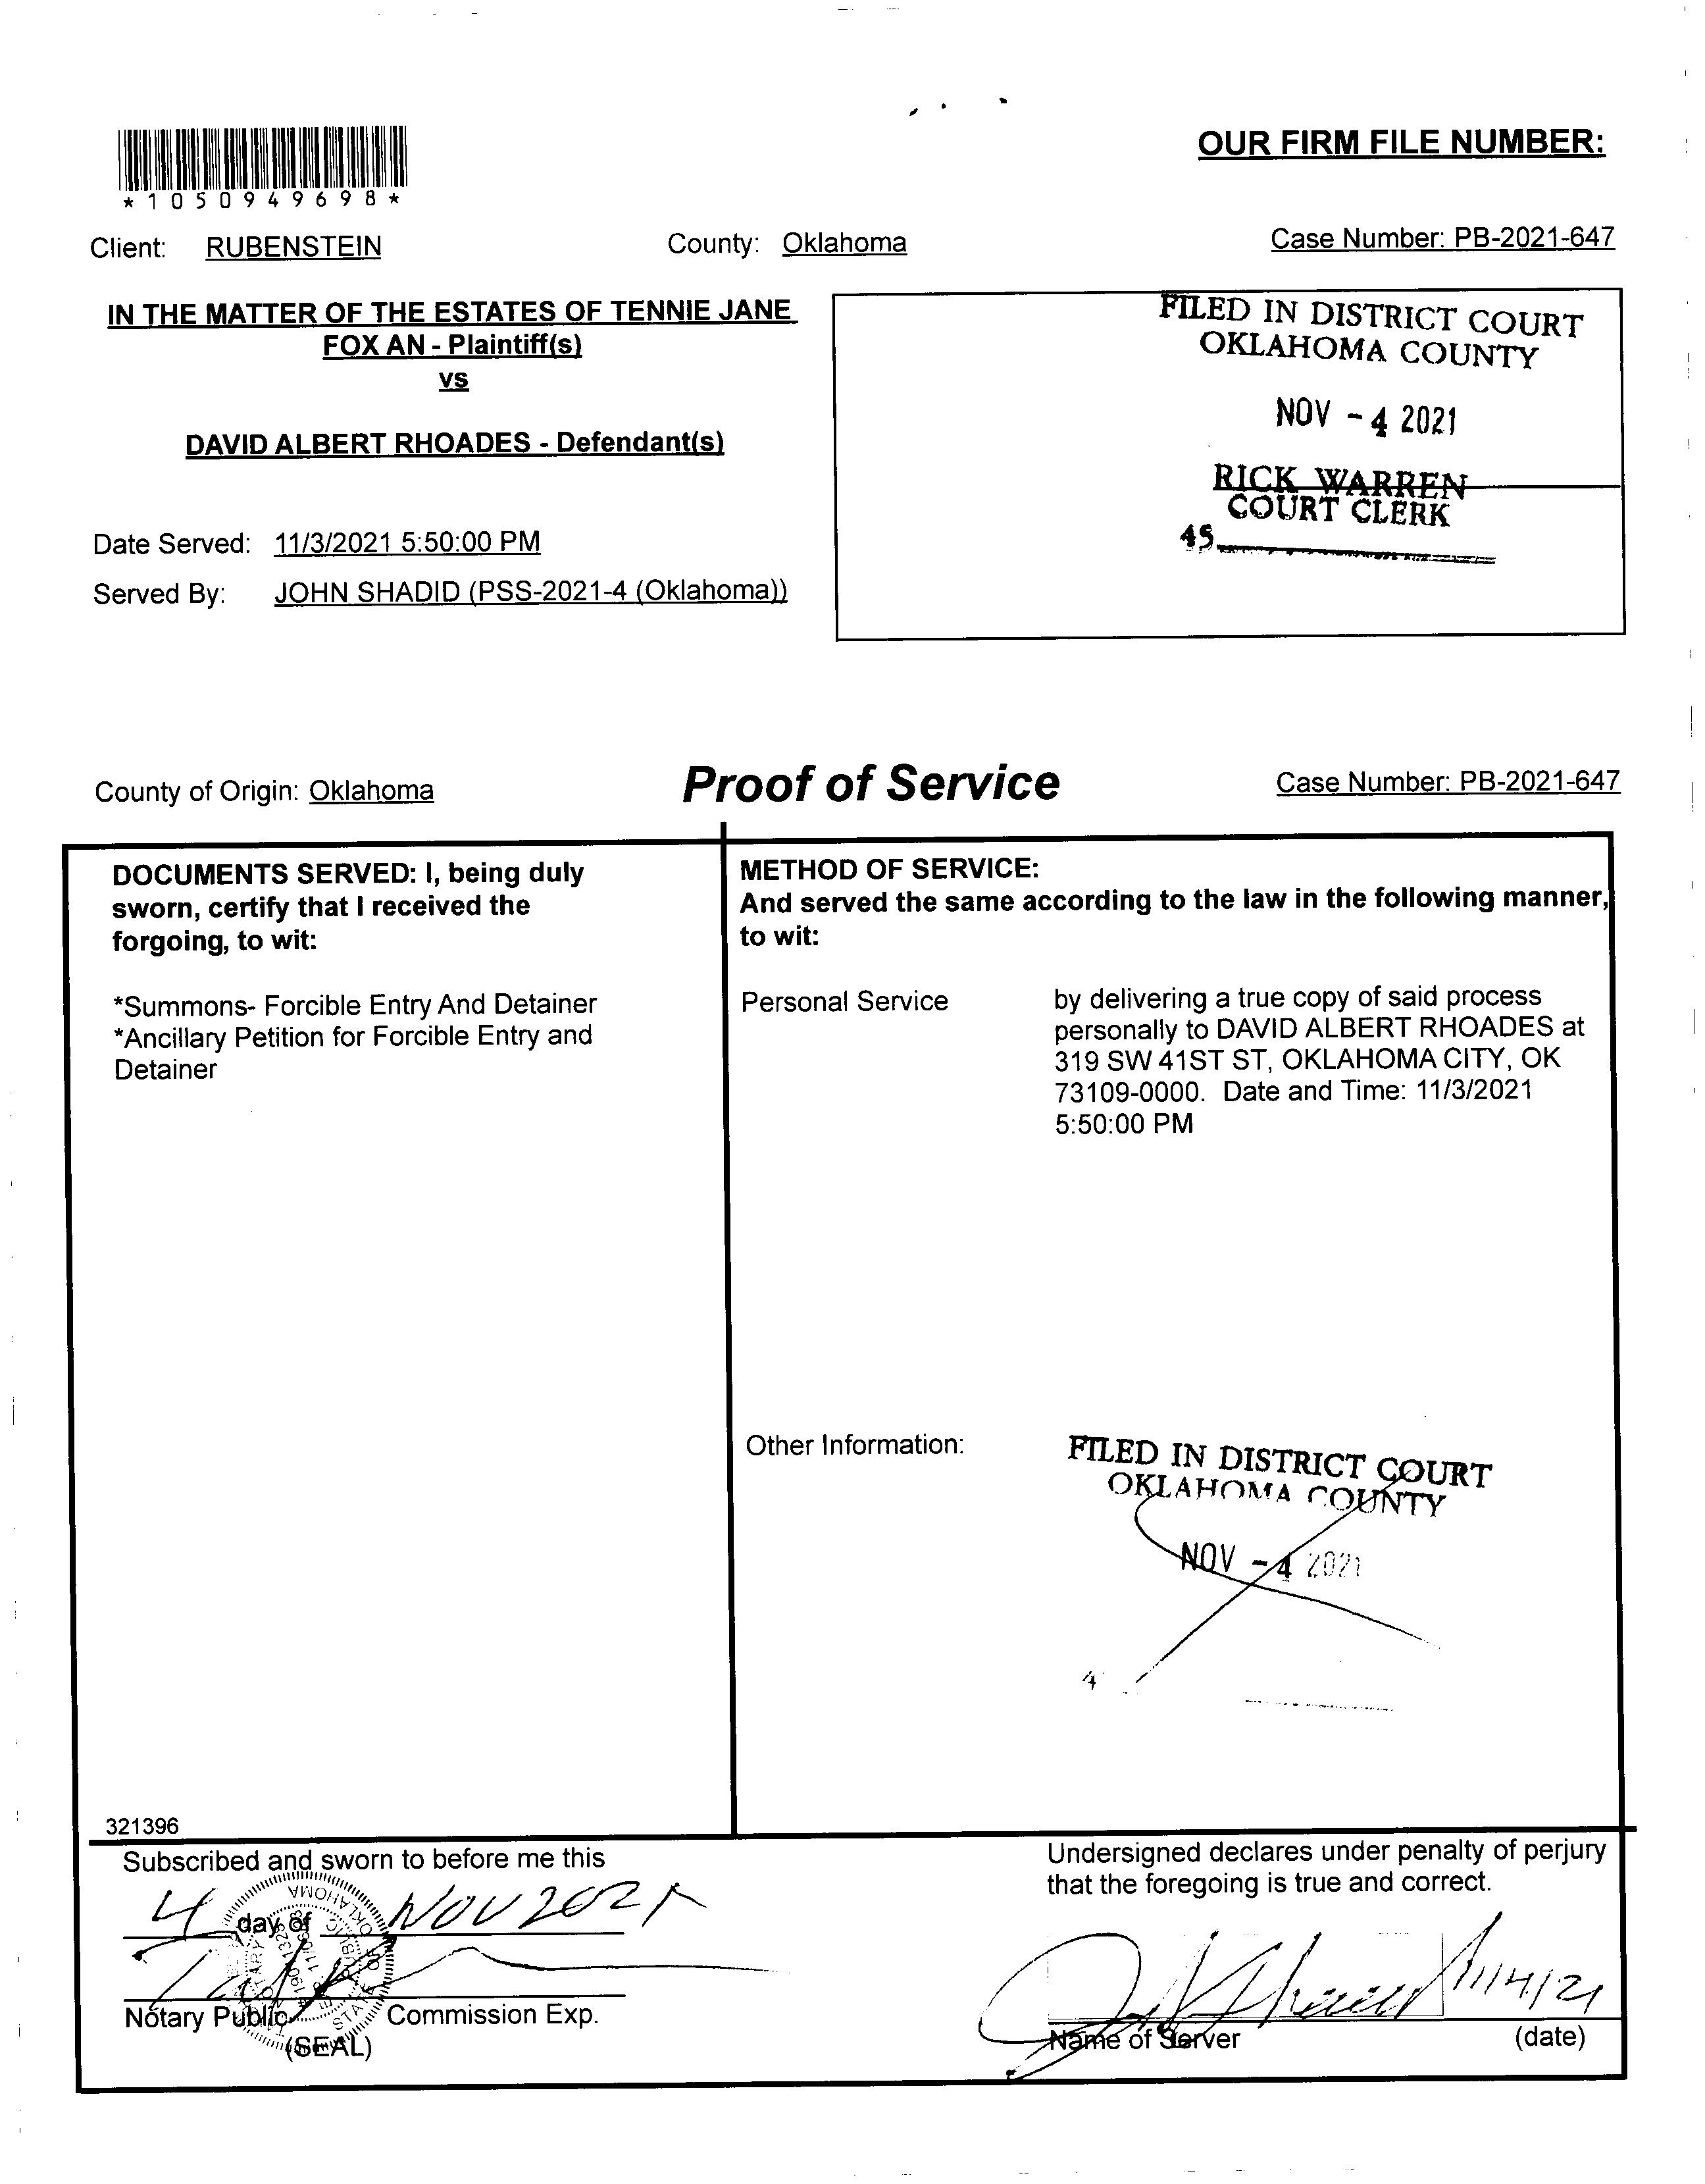 OUR FIRM FILE NUMBER:
*1050949698*
Client: RUBENSTEIN County: Oklahoma Case Number: PB-2021-647
IN THE MATTER OF THE ESTATES OF TENNIE JANE
FOX AN - Plaintiff(s)
vs
DAVID ALBERT RHOADES - Defendant(s)
Date Served: 11/3/2021 5:50:00 PM
Served By: JOHN SHADID (PSS-2021-4 (Oklahoma))
FILED IN DISTRICT COURT
OKLAHOMA COUNTY
NOV - 4 2021
RICK WARREN
COURT CLERK
45
County of Origin: Oklahoma Proof of Service Case Number: PB-2021-647
DOCUMENTS SERVED: I, being duly
sworn, certify that I received the
forgoing, to wit:
*Summons- Forcible Entry And Detainer
*Ancillary Petition for Forcible Entry and
Detainer
METHOD OF SERVICE:
And served the same according to the law in the following manner,
to wit:
Personal Service by delivering a true copy of said process
personally to DAVID ALBERT RHOADES at
319 SW 41ST ST, OKLAHOMA CITY, OK
73109-0000. Date and Time: 11/3/2021
5:50:00 PM
Other Information:
FILED IN DISTRICT COURT
OKLAHOMA COUNTY
NOV - 4 2021
4
321396
Subscribed and sworn to before me this
4 day of NOV 2021
Notary Public Commission Exp.
(SEAL)
Undersigned declares under penalty of perjury
that the foregoing is true and correct.
11/4/21
Name of Server (date)